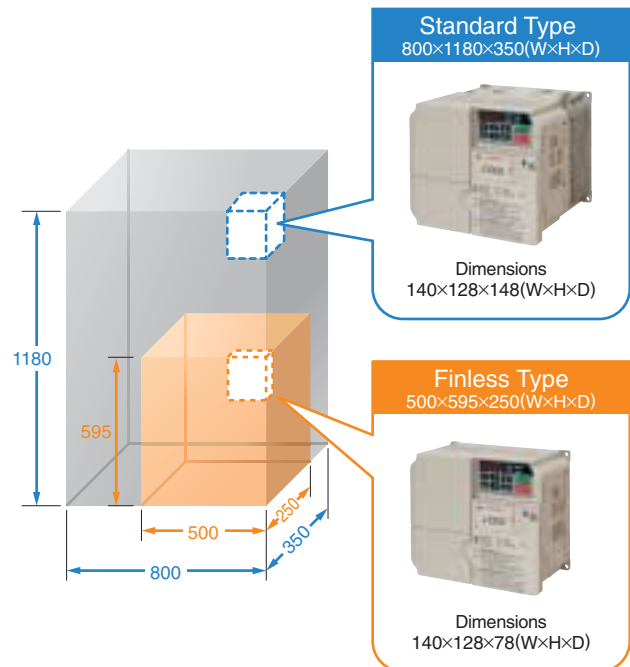 Standard Type
800×1180×350(W×H×D)
Dimensions
140×128×148(W×H×D)
1180
595
Finless Type
500×595×250(W×H×D)
250
500
350
800
Dimensions
140×128×78(W×H×D)